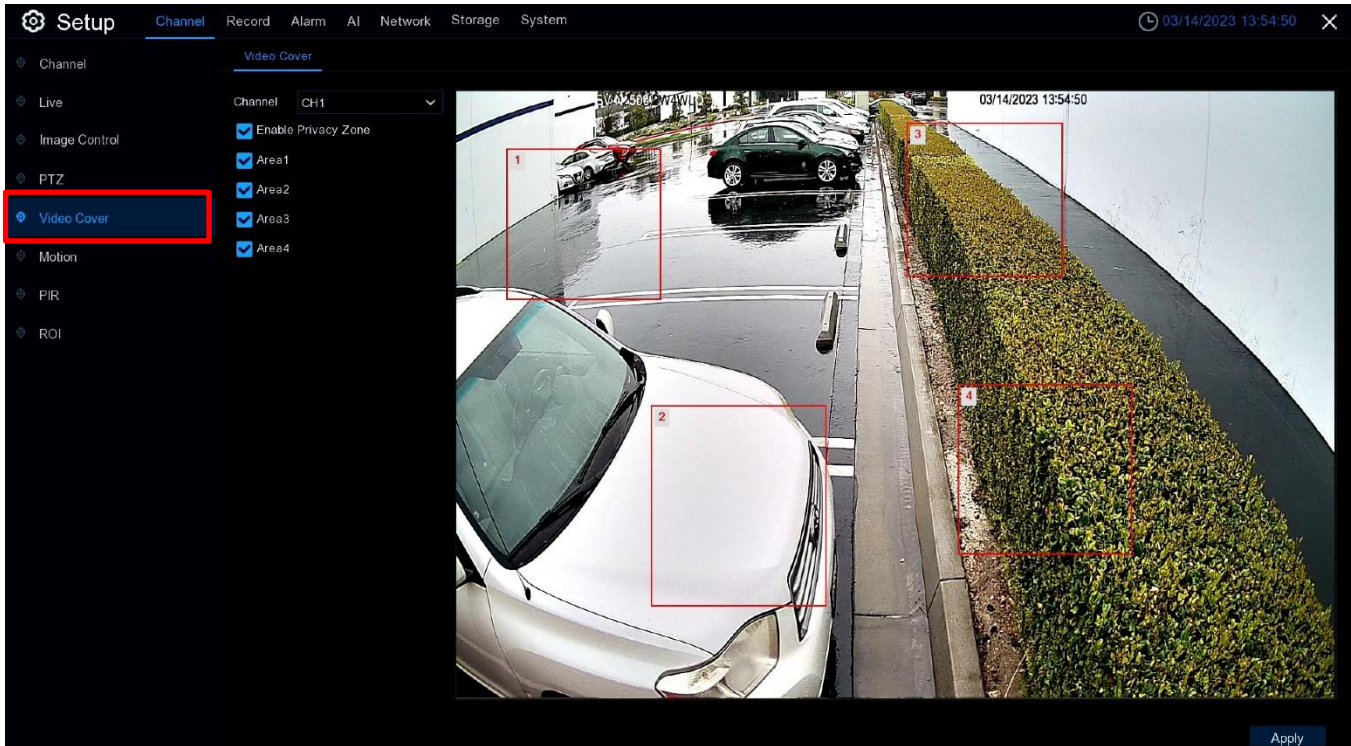 Setup Channel Record Alarm AI Network Storage System 03/14/2023 13:54:50
Channel
Live
Image Control
PTZ
Video Cover
Motion
PIR
ROI
Video Cover
Channel CH1
Enable Privacy Zone
Area1
Area2
Area3
Area4
03/14/2023 13:54:50
1
3
2
4
Apply